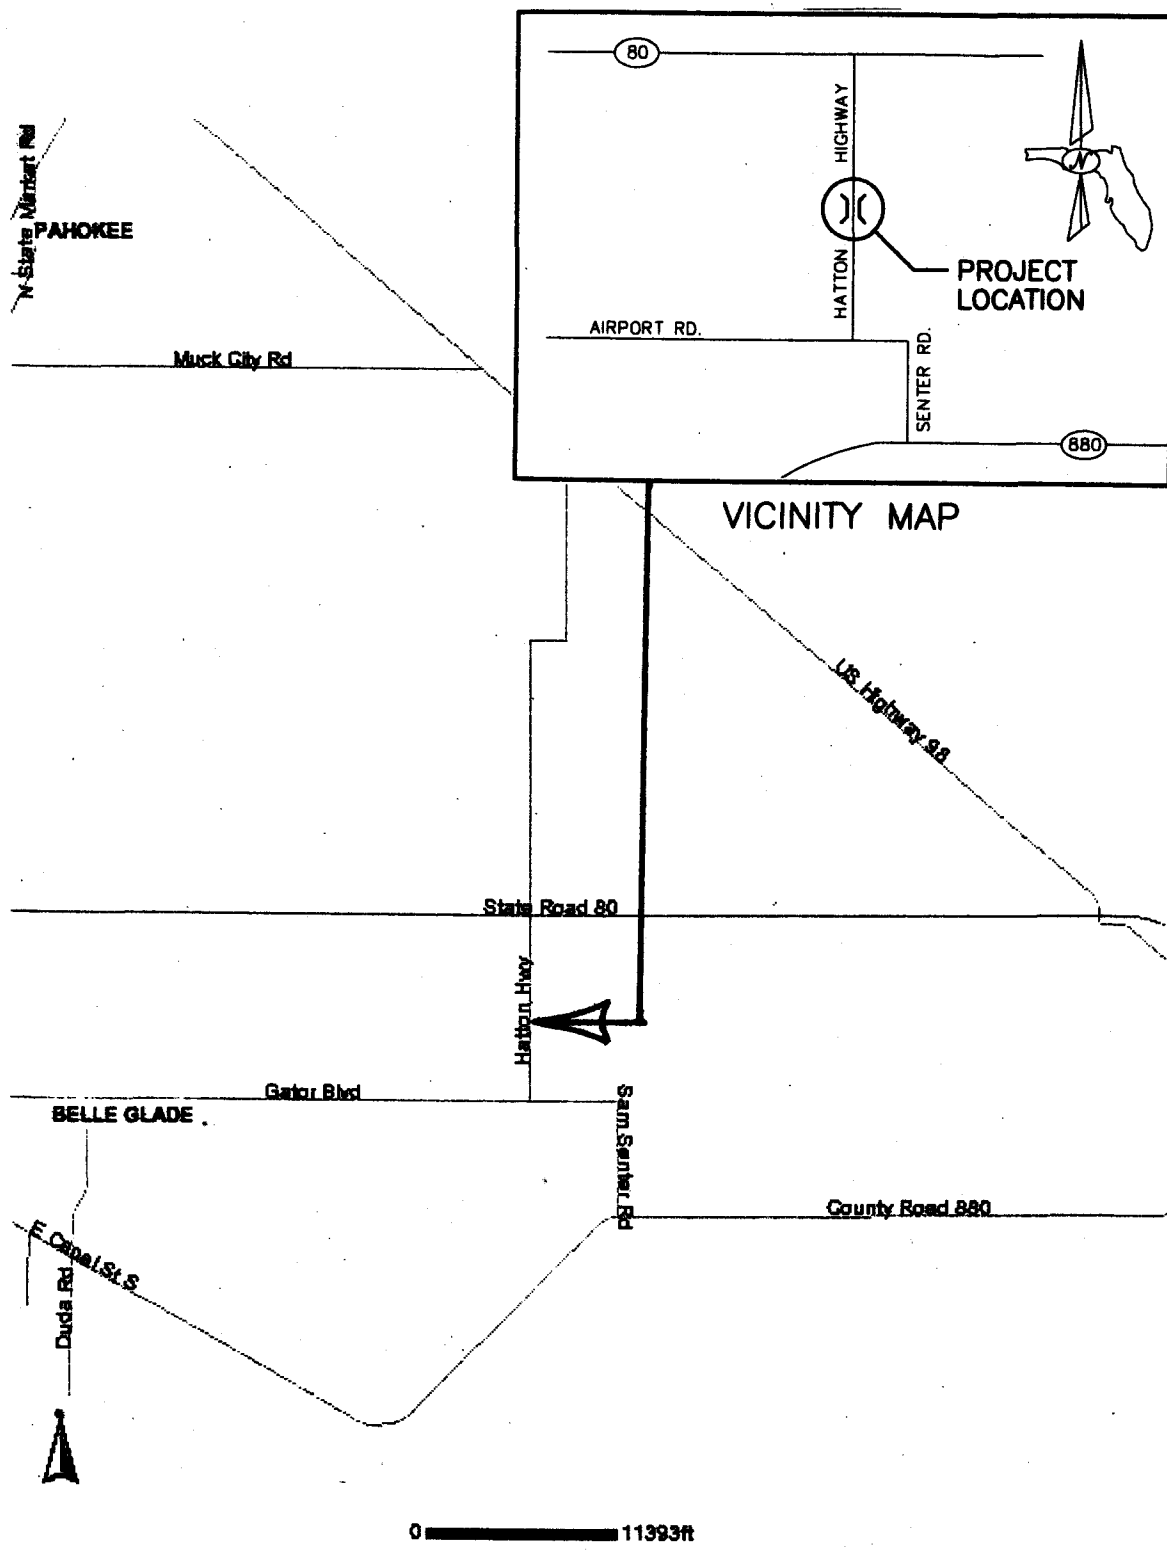 80
HATTON HIGHWAY
N
PROJECT
LOCATION
AIRPORT RD.
SENTER RD.
880
VICINITY MAP
N State Market Rd
PAHOKEE
Muck City Rd
US Highway 98
State Road 80
Hatton Hwy
Gator Blvd
BELLE GLADE
Sam Senter Rd
County Road 880
E Canal St S
Duda Rd
0 11393ft